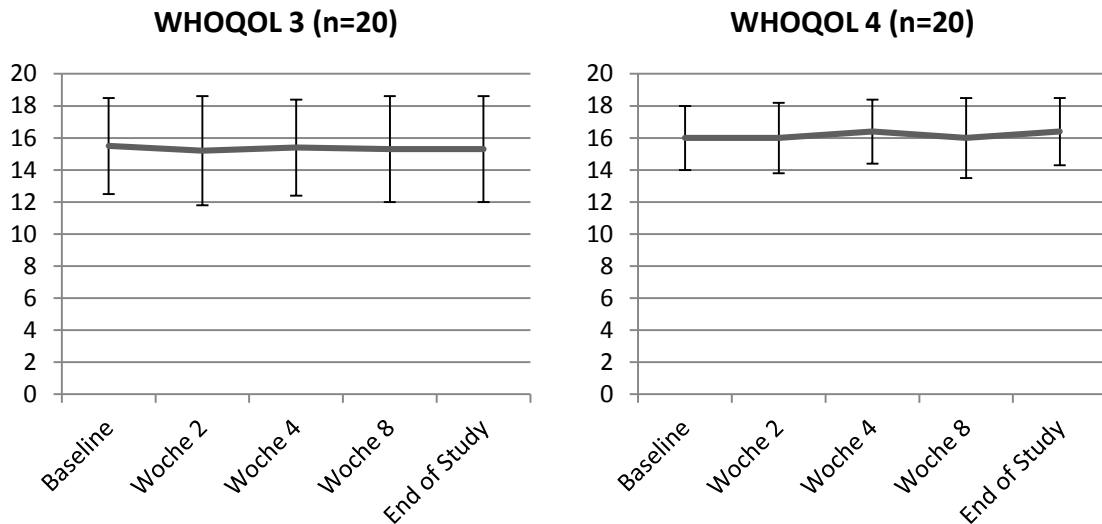 WHOQOL 3 (n=20)
20
18
16
14
12
10
8
6
4
2
0
Baseline
Woche 2
Woche 4
Woche 8
End of Study
WHOQOL 4 (n=20)
20
18
16
14
12
10
8
6
4
2
0
Baseline
Woche 2
Woche 4
Woche 8
End of Study